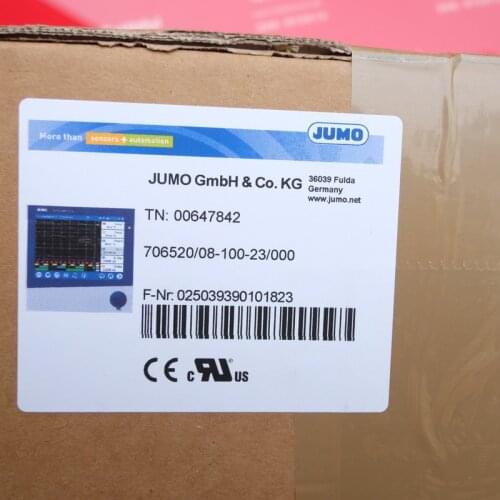 More than sensors + automation
JUMO
JUMO GmbH & Co. KG
36039 Fulda
Germany
www.jumo.net
TN: 00647842
706520/08-100-23/000
F-Nr: 025039390101823
CE c RU US